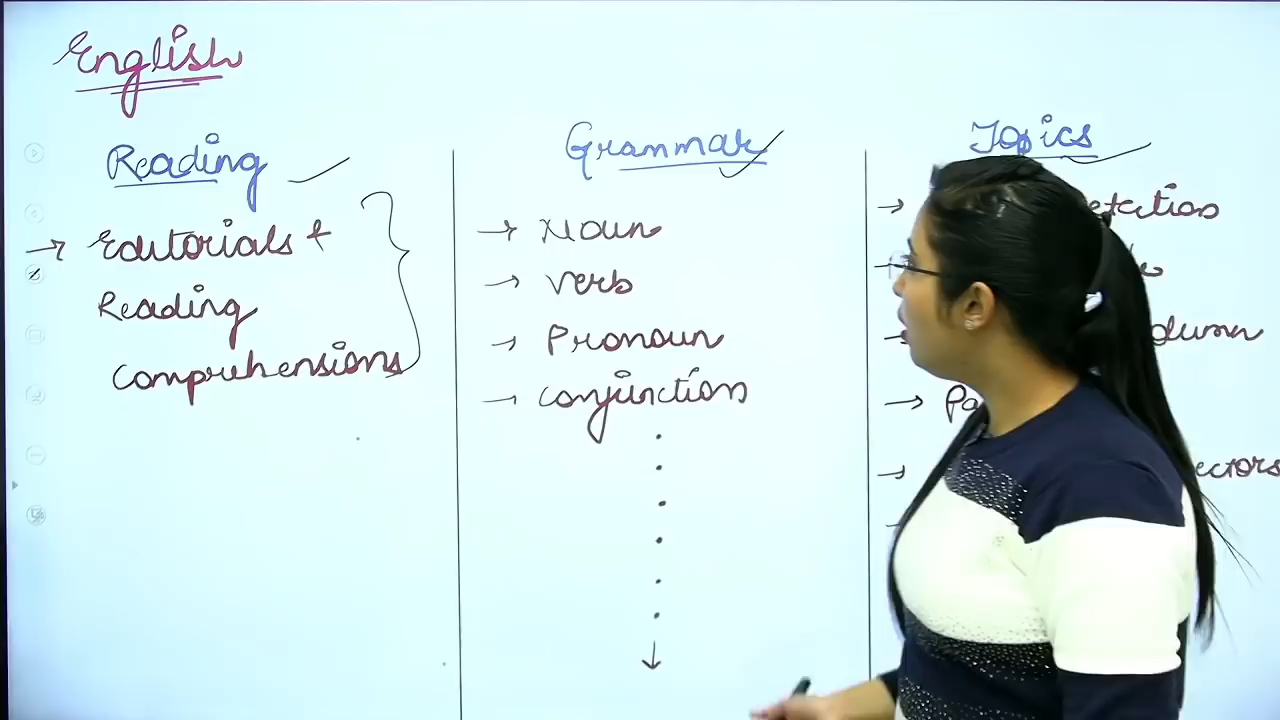 English
Reading
Editorials +
Reading
Comprehensions
Grammar
→ Noun
→ Verb
→ Pronoun
→ Conjunction
Topics